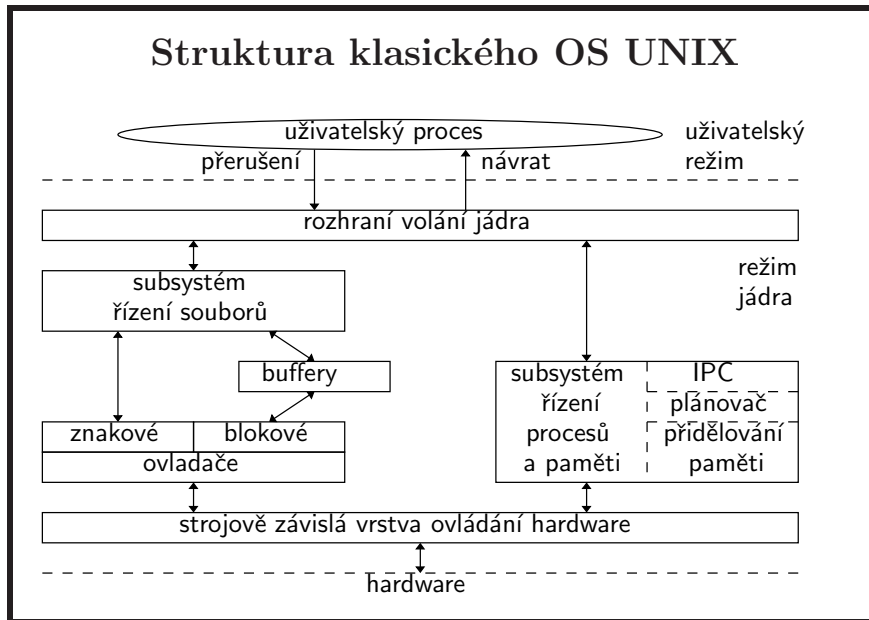 Struktura klasického OS UNIX
uživatelský proces
uživatelský
režim
přerušení
návrat
rozhraní volání jádra
režim
jádra
subsystém
řízení souborů
buffery
znakové
blokové
ovladače
subsystém
řízení
procesů
a paměti
IPC
plánovač
přidělování
paměti
strojově závislá vrstva ovládání hardware
hardware